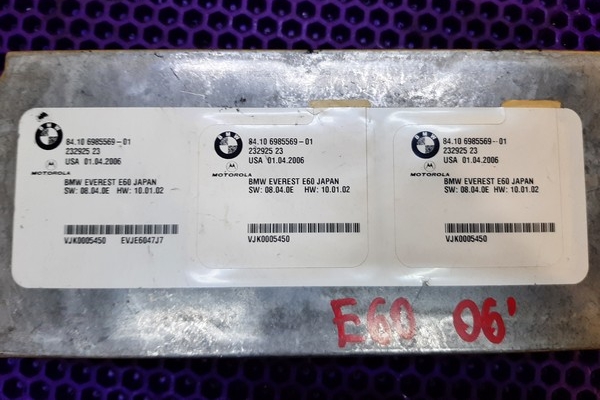 84.10 6985569-01
232925 23
USA 01.04.2006
MOTOROLA
BMW EVEREST E60 JAPAN
SW: 08.04.0E HW: 10.01.02
VJK0005450 EVJE6047J7
84.10 6985569-01
232925 23
USA 01.04.2006
MOTOROLA
BMW EVEREST E60 JAPAN
SW: 08.04.0E HW: 10.01.02
VJK0005450
84.10 6985569-01
232925 23
USA 01.04.2006
MOTOROLA
BMW EVEREST E60 JAPAN
SW: 08.04.0E HW: 10.01.02
VJK0005450
E60 06'